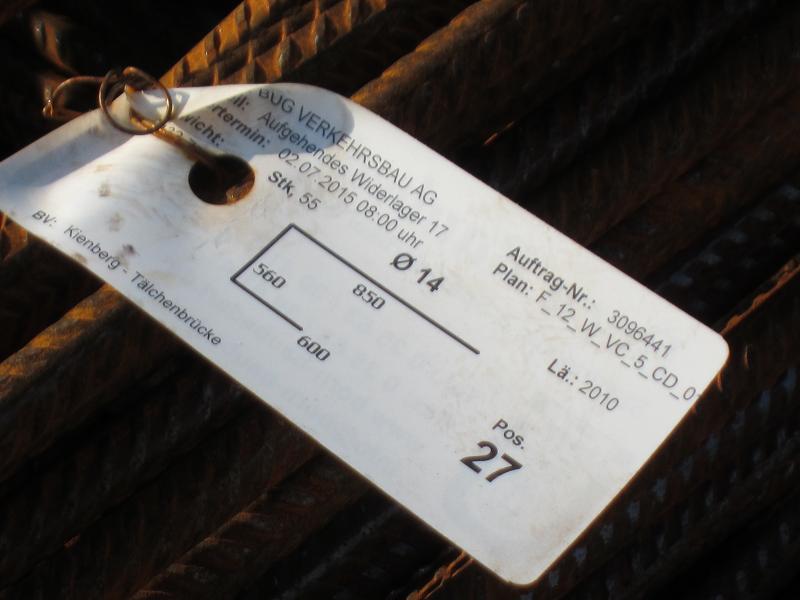 BUG VERKEHRSBAU AG
Aufgehendes Widerlager 17
02.07.2015 08:00 uhr
Stk. 55
Ø 14
560
850
600
Auftrag-Nr.: 3096441
Plan: F_12_W_VC_5_CD_0
Lä.: 2010
Pos.
27
BV: Kienberg - Tälchenbrücke